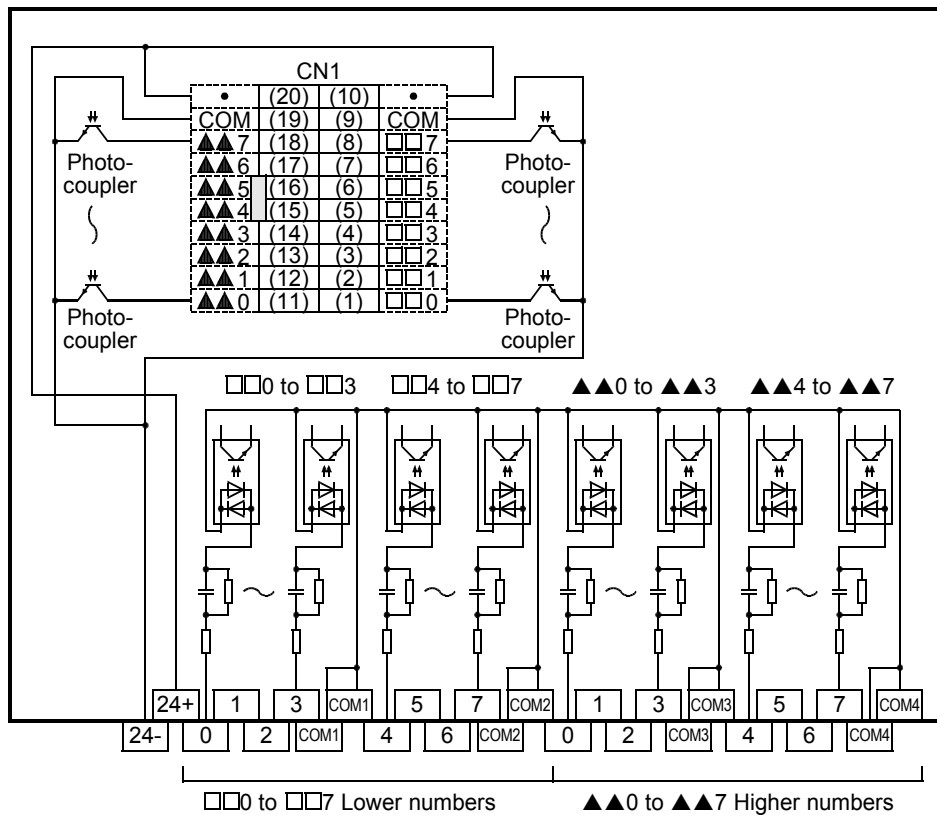 CN1
• (20) (10) •
COM (19) (9) COM
▲▲7 (18) (8) □□7
▲▲6 (17) (7) □□6
▲▲5 (16) (6) □□5
▲▲4 (15) (5) □□4
▲▲3 (14) (4) □□3
▲▲2 (13) (3) □□2
▲▲1 (12) (2) □□1
▲▲0 (11) (1) □□0
Photo-
coupler
Photo-
coupler
Photo-
coupler
Photo-
coupler
□□0 to □□3 □□4 to □□7 ▲▲0 to ▲▲3 ▲▲4 to ▲▲7
24+ 1 3 COM1 5 7 COM2 1 3 COM3 5 7 COM4
24- 0 2 COM1 4 6 COM2 0 2 COM3 4 6 COM4
□□0 to □□7 Lower numbers ▲▲0 to ▲▲7 Higher numbers